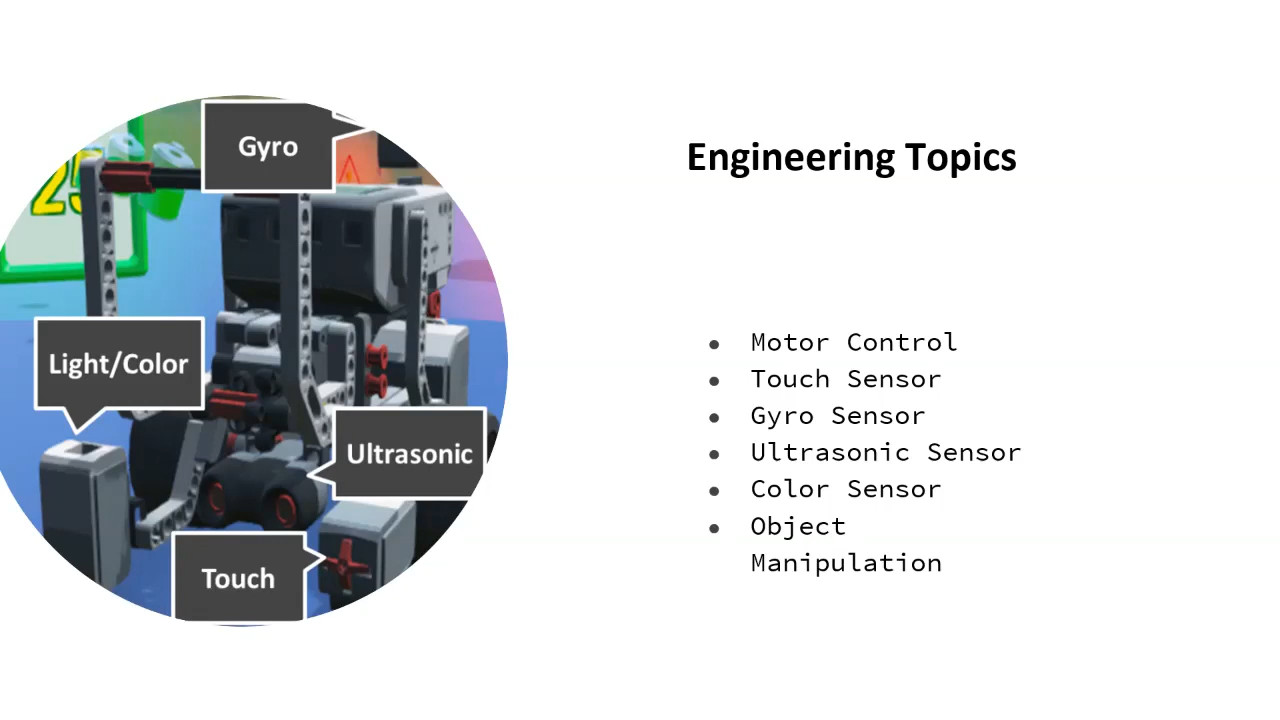 Gyro
25
Light/Color
Ultrasonic
Touch
Engineering Topics
● Motor Control
● Touch Sensor
● Gyro Sensor
● Ultrasonic Sensor
● Color Sensor
● Object
Manipulation